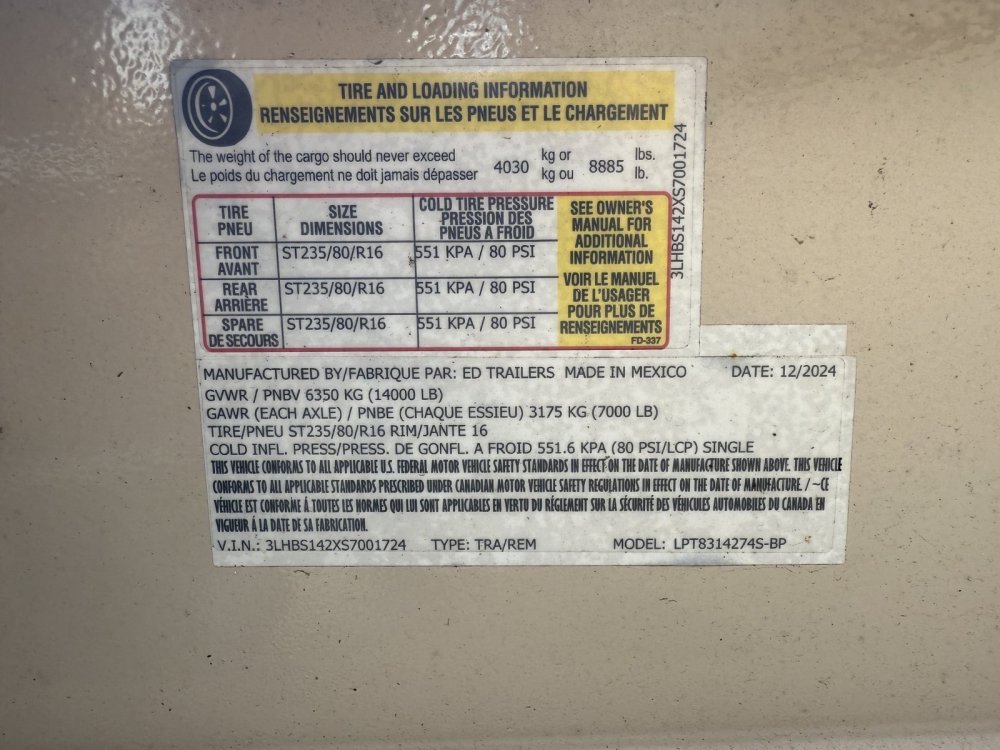 TIRE AND LOADING INFORMATION
RENSEIGNEMENTS SUR LES PNEUS ET LE CHARGEMENT
The weight of the cargo should never exceed 4030 kg or 8885 lbs.
Le poids du chargement ne doit jamais dépasser kg ou lb.
3LHBS142XS7001724
TIRE SIZE COLD TIRE PRESSURE
PNEU DIMENSIONS PRESSION DES
PNEUS A FROID
FRONT ST235/80/R16 551 KPA / 80 PSI
AVANT
REAR ST235/80/R16 551 KPA / 80 PSI
ARRIÈRE
SPARE ST235/80/R16 551 KPA / 80 PSI
DE SECOURS
SEE OWNER'S
MANUAL FOR
ADDITIONAL
INFORMATION
VOIR LE MANUEL
DE L'USAGER
POUR PLUS DE
RENSEIGNEMENTS
FD-337
MANUFACTURED BY/FABRIQUE PAR: ED TRAILERS MADE IN MEXICO DATE: 12/2024
GVWR / PNBV 6350 KG (14000 LB)
GAWR (EACH AXLE) / PNBE (CHAQUE ESSIEU) 3175 KG (7000 LB)
TIRE/PNEU ST235/80/R16 RIM/JANTE 16
COLD INFL. PRESS/PRESS. DE GONFL. A FROID 551.6 KPA (80 PSI/LCP) SINGLE
THIS VEHICLE CONFORMS TO ALL APPLICABLE U.S. FEDERAL MOTOR VEHICLE SAFETY STANDARDS IN EFFECT ON THE DATE OF MANUFACTURE SHOWN ABOVE. THIS VEHICLE
CONFORMS TO ALL APPLICABLE STANDARDS PRESCRIBED UNDER CANADIAN MOTOR VEHICLE SAFETY REGULATIONS IN EFFECT ON THE DATE OF MANUFACTURE. / ~CE
VÉHICLE EST CONFORME Á TOUTES LES NORMES QUI LUI SONT APPLICABLES EN VERTU DU RÉGLEMENT SUR LA SÉCURITÉ DES VÉHICULES AUTOMOBILES DU CANADA EN
VIGUEUR Á LA DATE DE SA FABRICATION.
V.I.N.: 3LHBS142XS7001724 TYPE: TRA/REM MODEL: LPT8314274S-BP